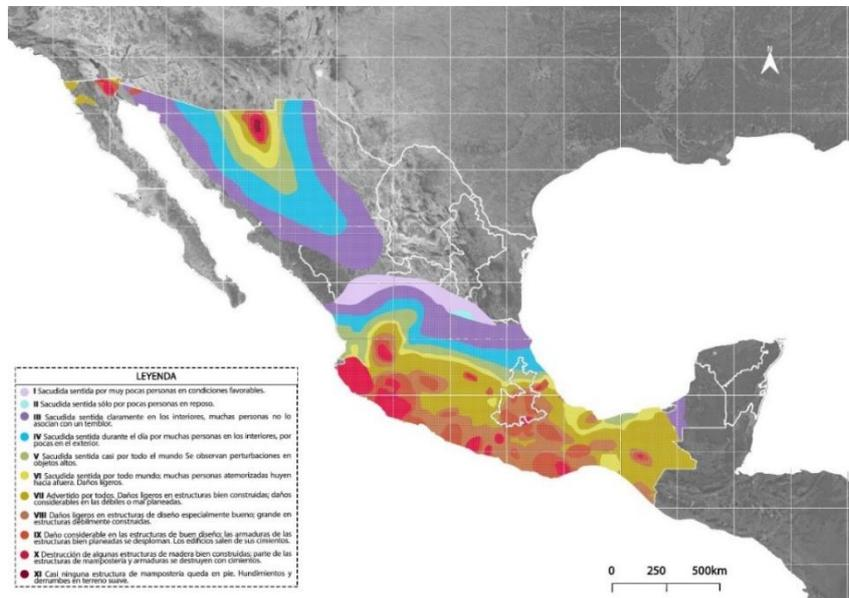 N
LEYENDA
I Sacudida sentida por muy pocas personas en condiciones favorables.
II Sacudida sentida sólo por pocas personas en reposo.
III Sacudida sentida claramente en los interiores, muchas personas no lo
asocian con un temblor.
IV Sacudida sentida durante el día por muchas personas en los interiores, por
pocas en el exterior.
V Sacudida sentida casi por todo el mundo Se observan perturbaciones en
objetos altos.
VI Sacudida sentida por todo mundo; muchas personas atemorizadas huyen
hacia afuera. Daños ligeros.
VII Advertido por todos. Daños ligeros en estructuras bien construidas; daños
considerables en las débiles o mal planeadas.
VIII Daños ligeros en estructuras de diseño especialmente bueno; grande en
estructuras débilmente construidas.
IX Daño considerable en las estructuras de buen diseño; las armaduras de las
estructuras bien planeadas se desploman. Los edificios salen de sus cimientos.
X Destrucción de algunas estructuras de madera bien construidas; parte de las
estructuras de mampostería y armaduras se destruyen con cimientos.
XI Casi ninguna estructura de mampostería queda en pie. Hundimientos y
derrumbes en terreno suave.
0 250 500km